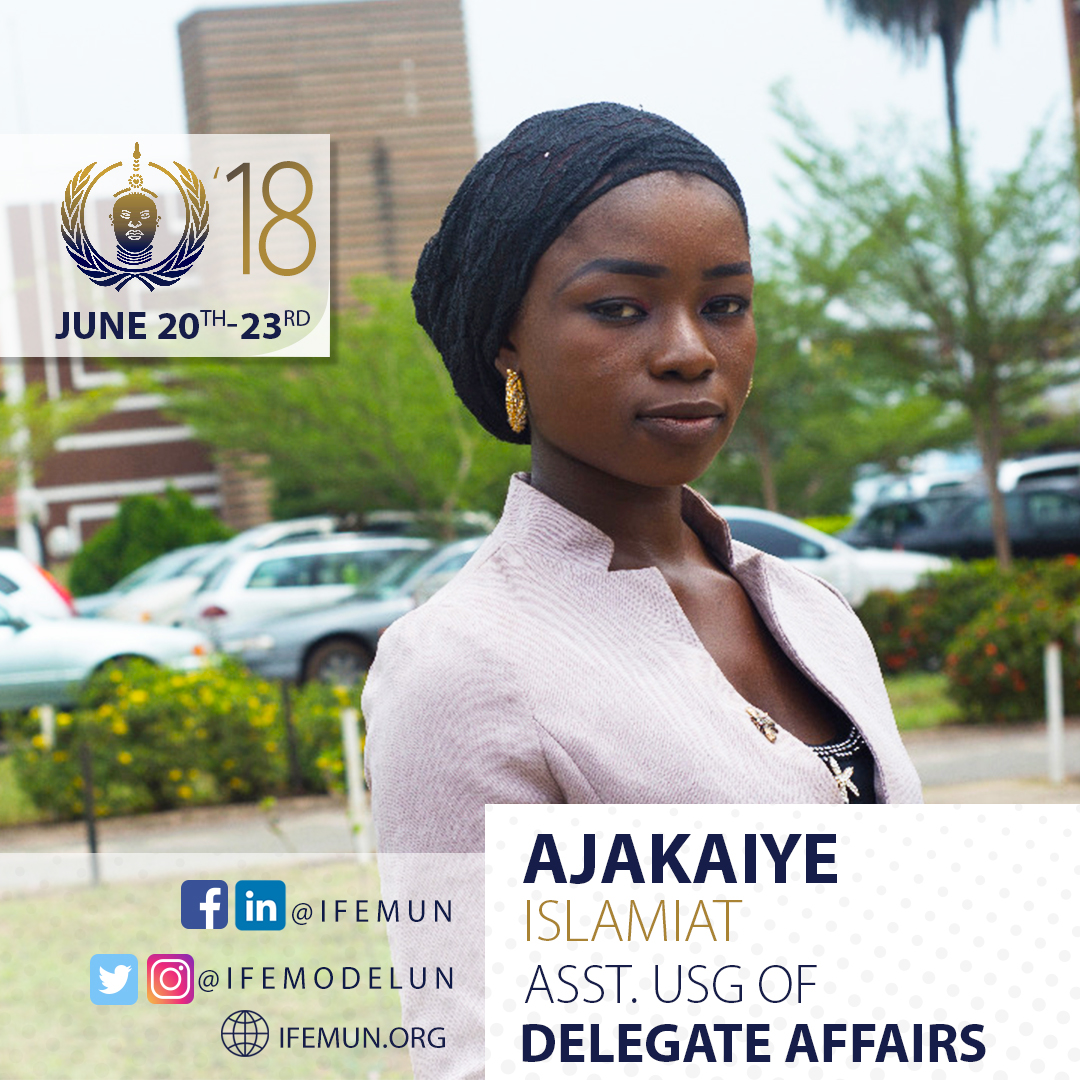 '18
JUNE 20TH-23RD
@IFEMUN
@IFEMODELUN
IFEMUN.ORG
AJAKAIYE
ISLAMIAT
ASST. USG OF
DELEGATE AFFAIRS